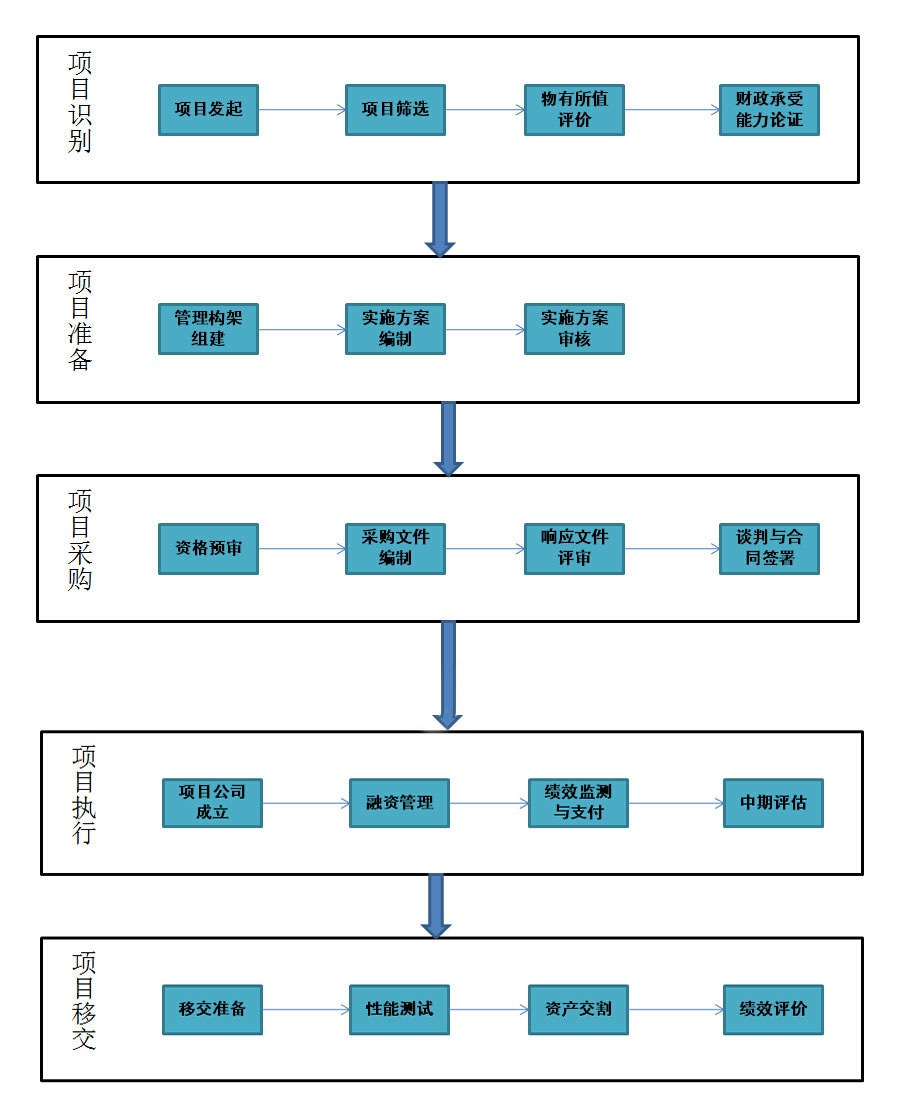 项目识别
项目发起
项目筛选
物有所值
评价
财政承受
能力论证
项目准备
管理构架
组建
实施方案
编制
实施方案
审核
项目采购
资格预审
采购文件
编制
响应文件
评审
谈判与合
同签署
项目执行
项目公司
成立
融资管理
绩效监测
与支付
中期评估
项目移交
移交准备
性能测试
资产交割
绩效评价